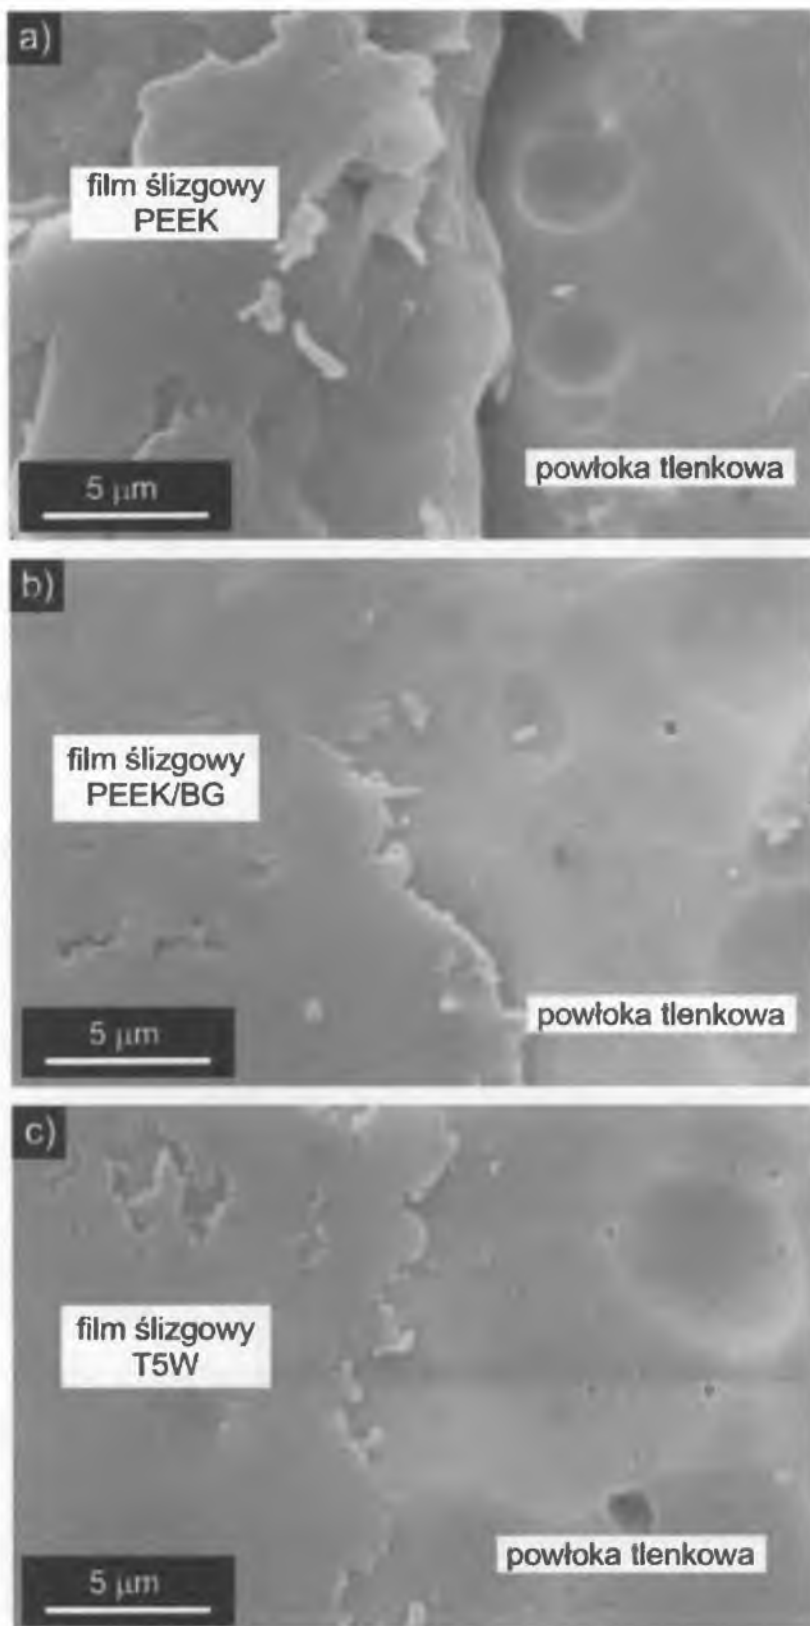 a)
film ślizgowy
PEEK
powłoka tlenkowa
5 µm
b)
film ślizgowy
PEEK/BG
powłoka tlenkowa
5 µm
c)
film ślizgowy
T5W
powłoka tlenkowa
5 µm